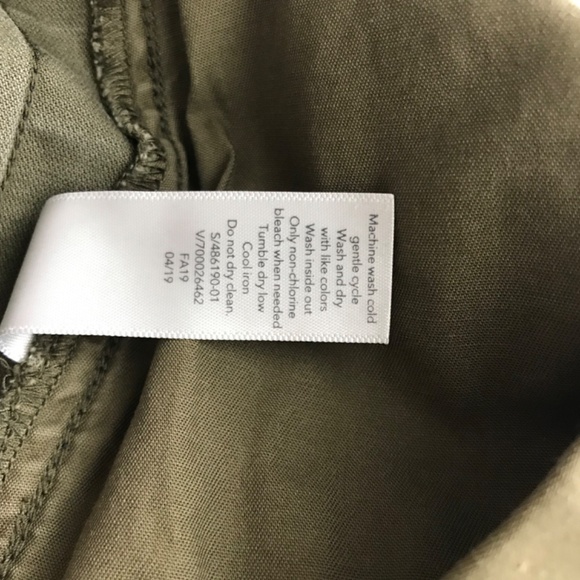 Machine wash cold
gentle cycle
Wash and dry
with like colors
Wash inside out
Only non-chlorine
bleach when needed
Tumble dry low
Cool iron
Do not dry clean.
S/486190-01
V/700026462
FA19
04/19